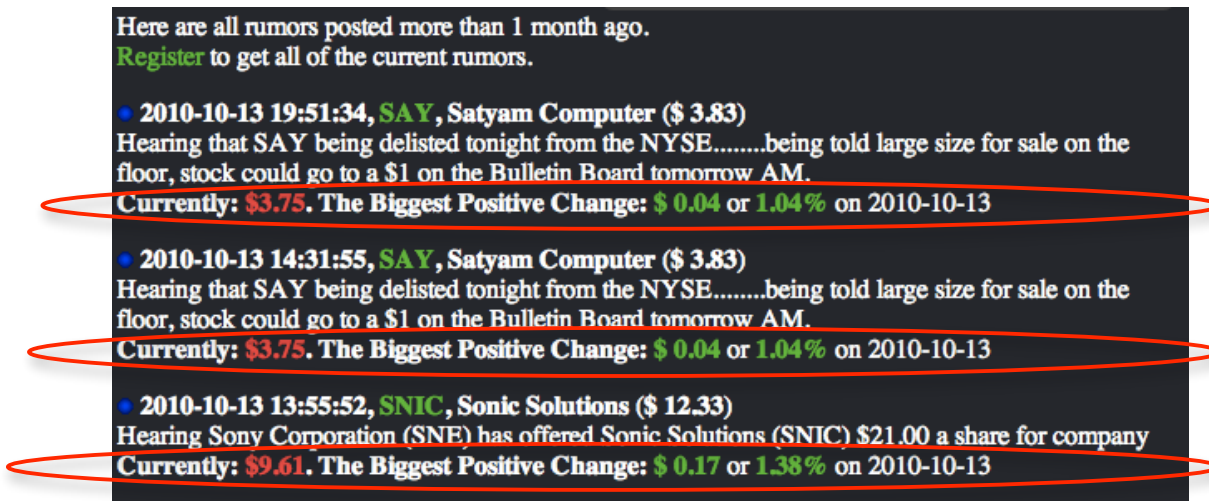 Here are all rumors posted more than 1 month ago.
Register to get all of the current rumors.
2010-10-13 19:51:34, SAY, Satyam Computer ($ 3.83)
Hearing that SAY being delisted tonight from the NYSE........being told large size for sale on the
floor, stock could go to a $1 on the Bulletin Board tomorrow AM.
Currently: $3.75. The Biggest Positive Change: $ 0.04 or 1.04% on 2010-10-13
2010-10-13 14:31:55, SAY, Satyam Computer ($ 3.83)
Hearing that SAY being delisted tonight from the NYSE........being told large size for sale on the
floor, stock could go to a $1 on the Bulletin Board tomorrow AM.
Currently: $3.75. The Biggest Positive Change: $ 0.04 or 1.04% on 2010-10-13
2010-10-13 13:55:52, SNIC, Sonic Solutions ($ 12.33)
Hearing Sony Corporation (SNE) has offered Sonic Solutions (SNIC) $21.00 a share for company
Currently: $9.61. The Biggest Positive Change: $ 0.17 or 1.38% on 2010-10-13